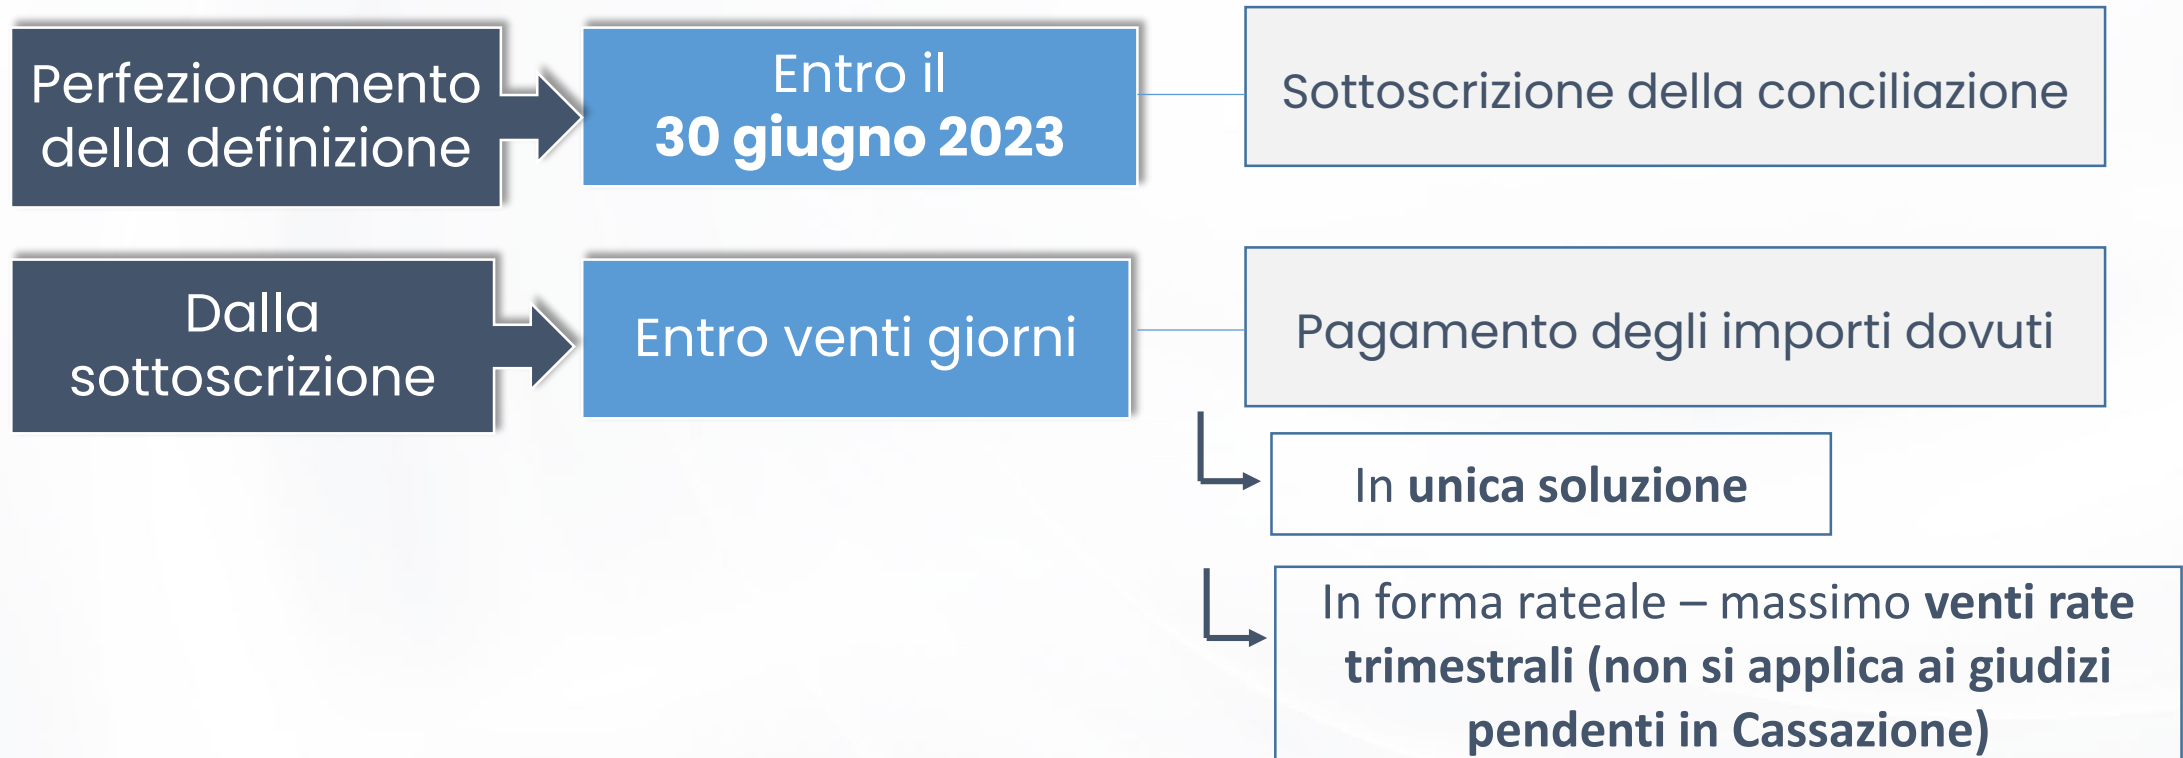 Perfezionamento
della definizione
Entro il
30 giugno 2023
Sottoscrizione della conciliazione
Dalla
sottoscrizione
Entro venti giorni
Pagamento degli importi dovuti
In unica soluzione
In forma rateale – massimo venti rate
trimestrali (non si applica ai giudizi
pendenti in Cassazione)